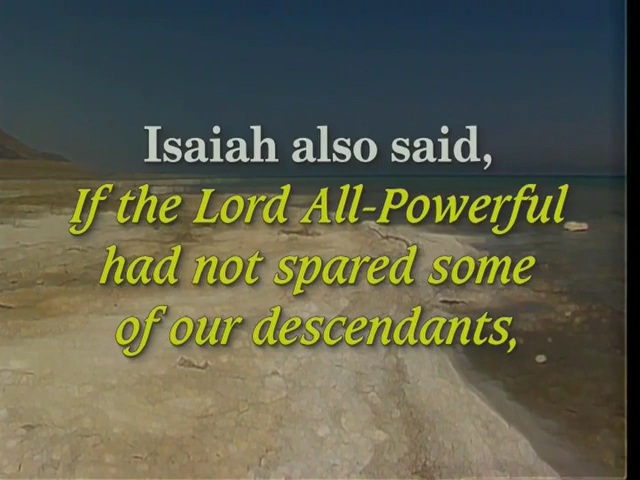 Isaiah also said,
If the Lord All-Powerful
had not spared some
of our descendants,